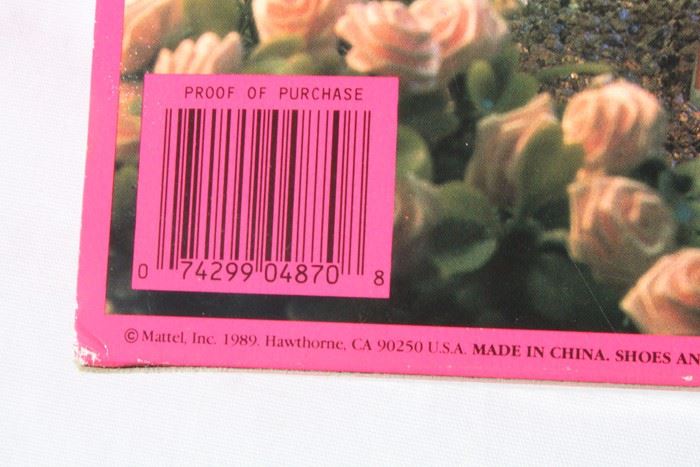 PROOF OF PURCHASE
0 74299 04870 8
© Mattel, Inc. 1989. Hawthorne, CA 90250 U.S.A. MADE IN CHINA. SHOES AN